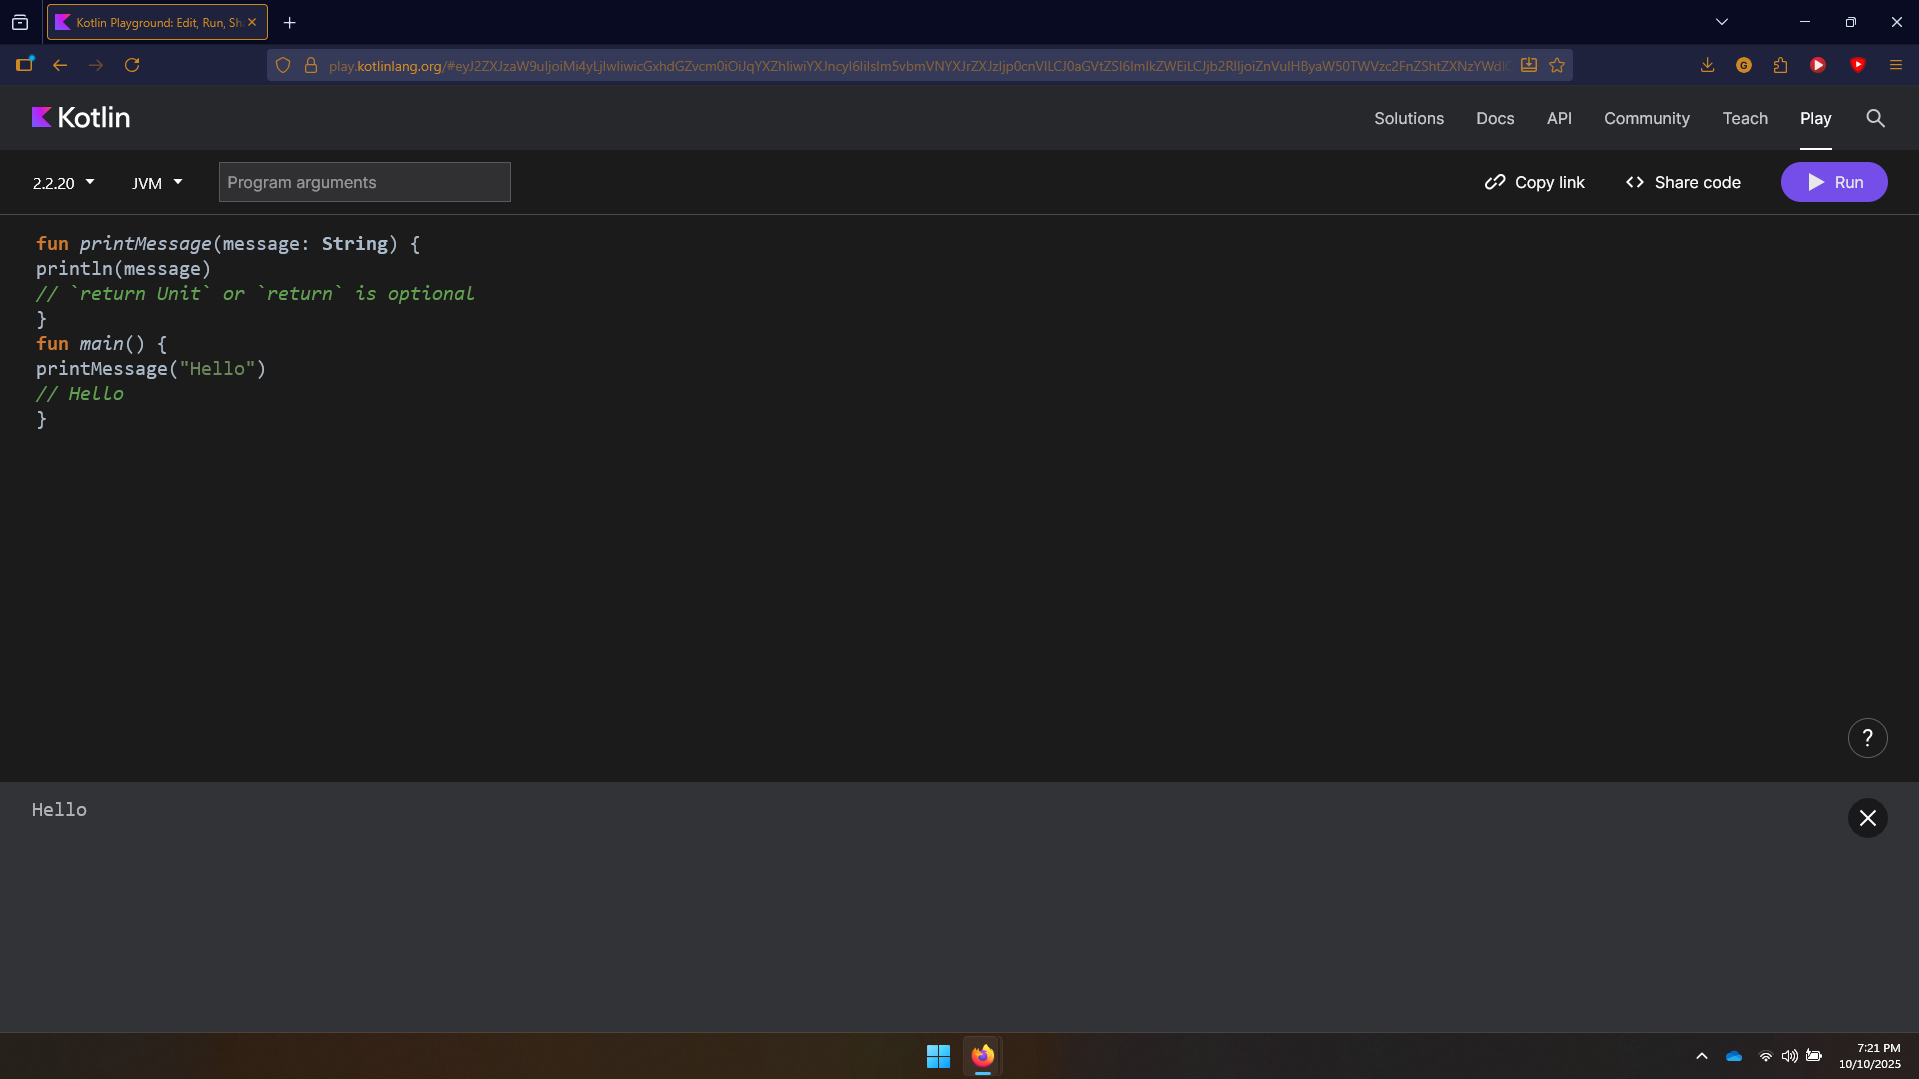 Kotlin Playground: Edit, Run, Sh
play.kotlinlang.org/
Kotlin
Solutions Docs API Community Teach Play
2.2.20 JVM Program arguments Copy link Share code Run
fun printMessage(message: String) {
println(message)
// `return Unit` or `return` is optional
}
fun main() {
printMessage("Hello")
// Hello
}
?
Hello
7:21 PM
10/10/2025